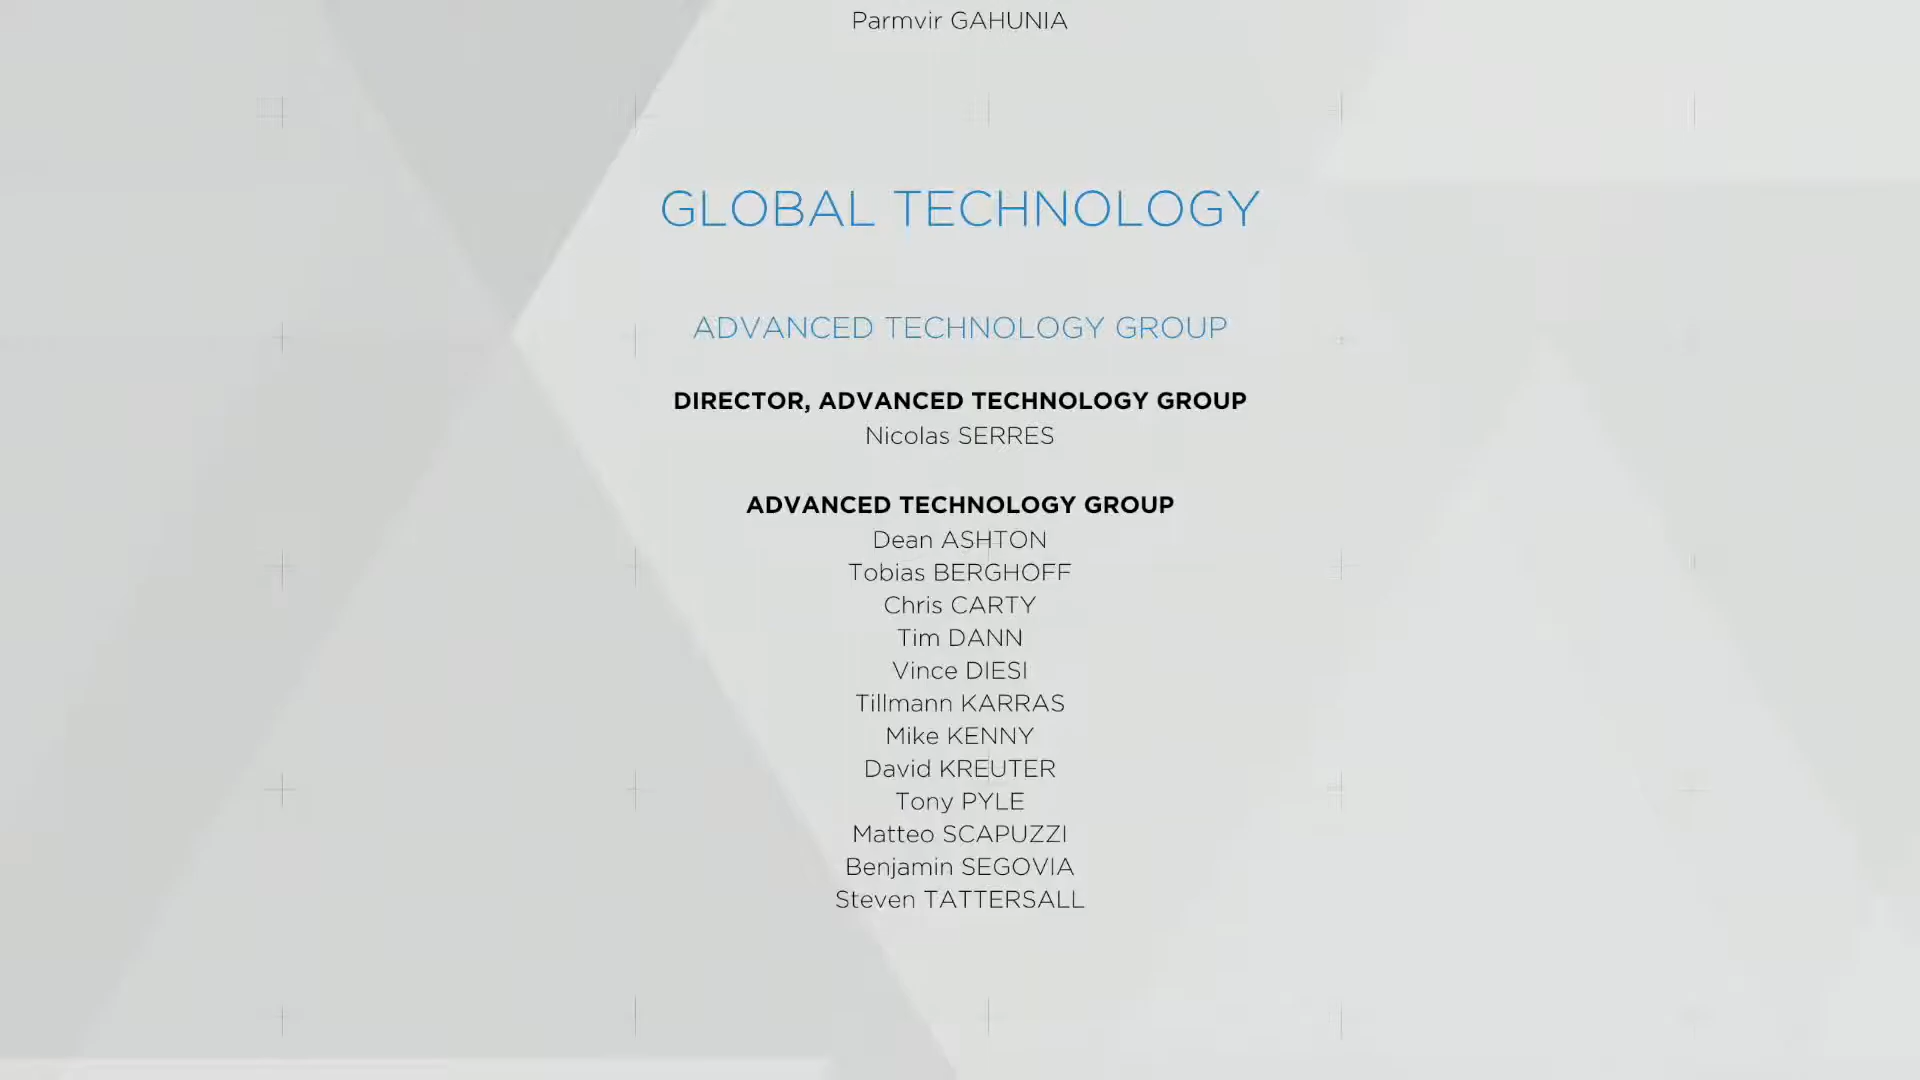 Parmvir GAHUNIA
GLOBAL TECHNOLOGY
ADVANCED TECHNOLOGY GROUP
DIRECTOR, ADVANCED TECHNOLOGY GROUP
Nicolas SERRES
ADVANCED TECHNOLOGY GROUP
Dean ASHTON
Tobias BERGHOFF
Chris CARTY
Tim DANN
Vince DIESI
Tillmann KARRAS
Mike KENNY
David KREUTER
Tony PYLE
Matteo SCAPUZZI
Benjamin SEGOVIA
Steven TATTERSALL